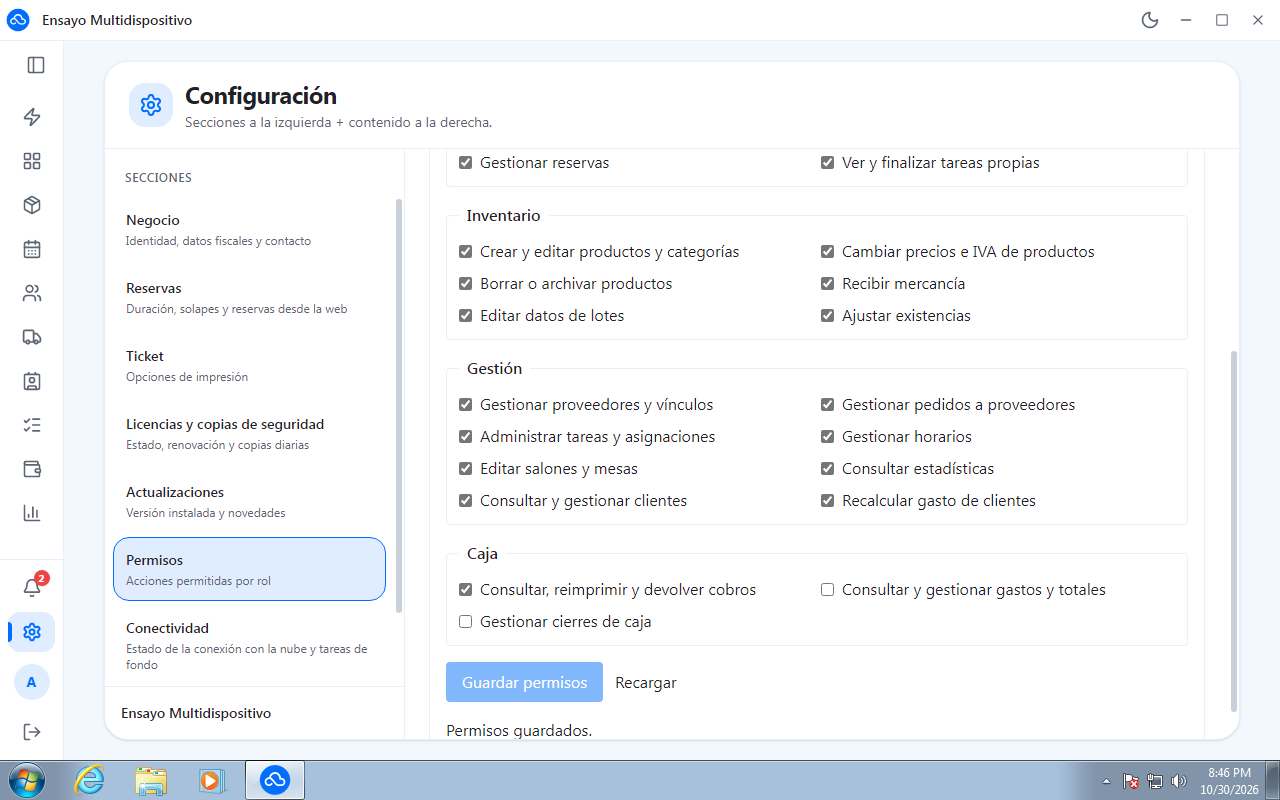 Ensayo Multidispositivo
Configuración
Secciones a la izquierda + contenido a la derecha.
SECCIONES
Negocio
Identidad, datos fiscales y contacto
Reservas
Duración, solapes y reservas desde la web
Ticket
Opciones de impresión
Licencias y copias de seguridad
Estado, renovación y copias diarias
Actualizaciones
Versión instalada y novedades
Permisos
Acciones permitidas por rol
Conectividad
Estado de la conexión con la nube y tareas de
fondo
Ensayo Multidispositivo
2
A
Gestionar reservas
Ver y finalizar tareas propias
Inventario
Crear y editar productos y categorías
Cambiar precios e IVA de productos
Borrar o archivar productos
Recibir mercancía
Editar datos de lotes
Ajustar existencias
Gestión
Gestionar proveedores y vínculos
Gestionar pedidos a proveedores
Administrar tareas y asignaciones
Gestionar horarios
Editar salones y mesas
Consultar estadísticas
Consultar y gestionar clientes
Recalcular gasto de clientes
Caja
Consultar, reimprimir y devolver cobros
Consultar y gestionar gastos y totales
Gestionar cierres de caja
Guardar permisos
Recargar
Permisos guardados.
8:46 PM
10/30/2026